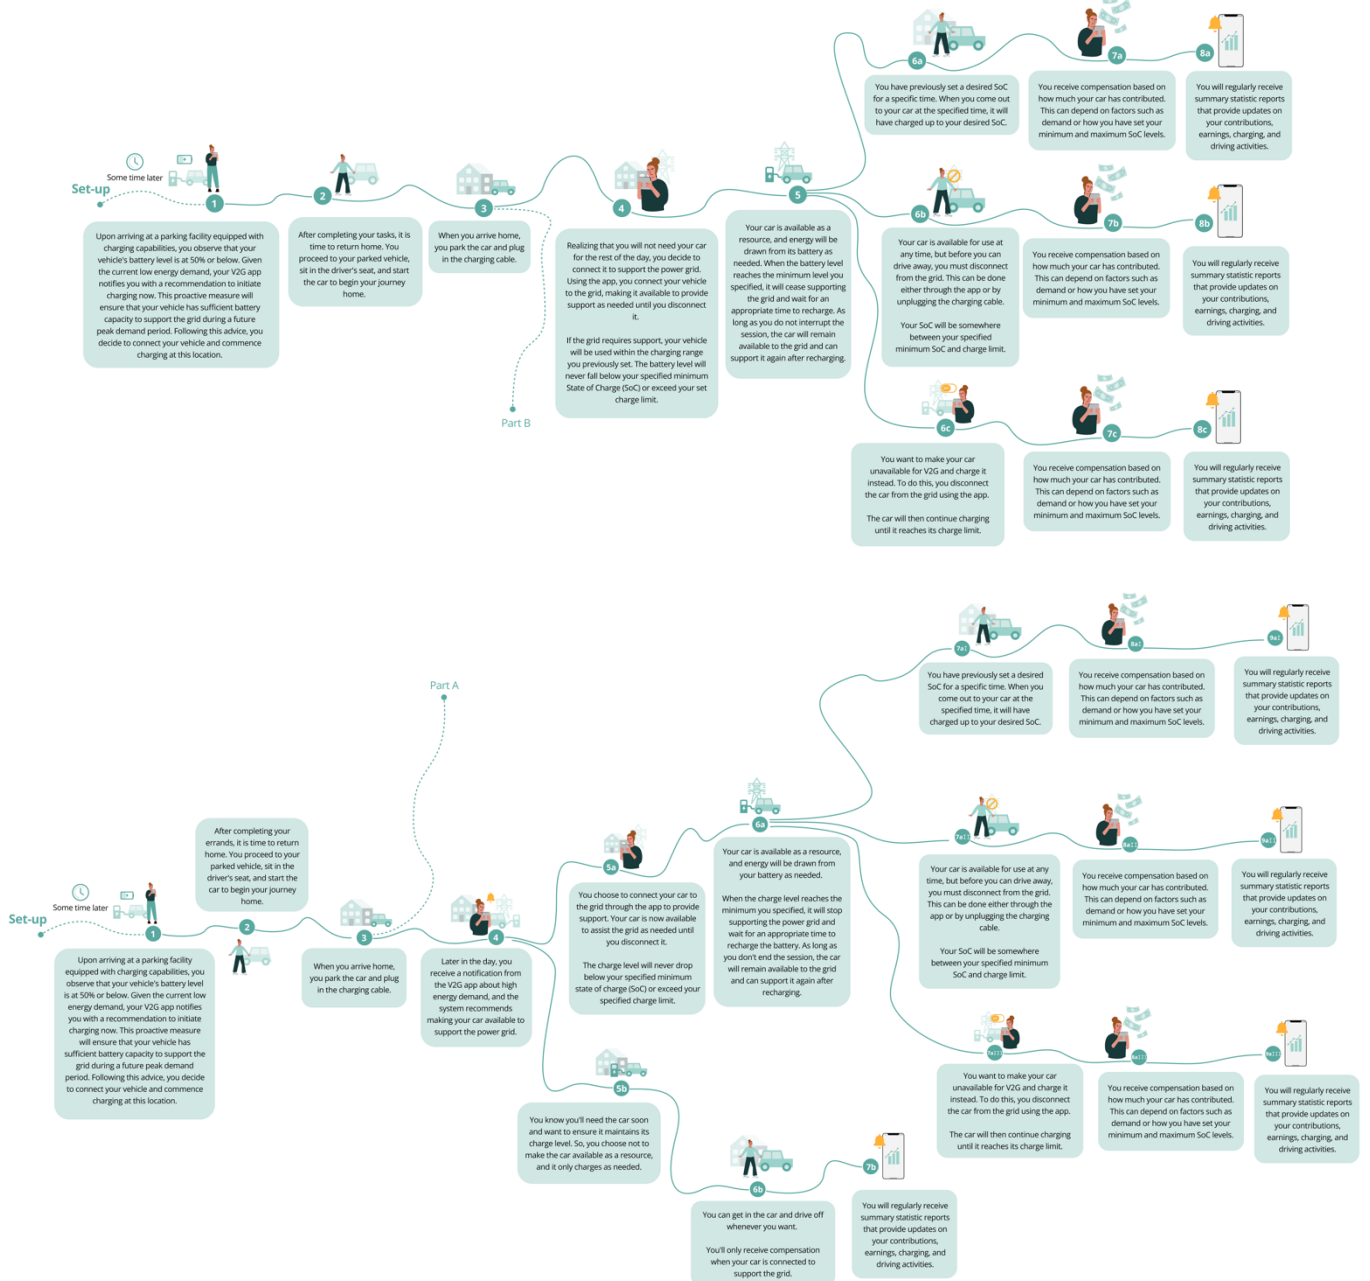 Set-up
Some time later
1
Upon arriving at a parking facility equipped with
charging capabilities, you observe that your
vehicle's battery level is at 50% or below. Given
the current low energy demand, your V2G app
notifies you with a recommendation to initiate
charging now. This proactive measure will
ensure that your vehicle has sufficient battery
capacity to support the grid during a future
peak demand period. Following this advice, you
decide to connect your vehicle and commence
charging at this location.
2
After completing your tasks, it is
time to return home. You
proceed to your parked vehicle,
sit in the driver's seat, and start
the car to begin your journey
home.
3
When you arrive home,
you park the car and plug
in the charging cable.
Part B
4
Realizing that you will not need your car
for the rest of the day, you decide to
connect it to support the power grid.
Using the app, you connect your vehicle
to the grid, making it available to provide
support as needed until you disconnect
it.
If the grid requires support, your vehicle
will be used within the charging range
you previously set. The battery level will
never fall below your specified minimum
State of Charge (SoC) or exceed your set
charge limit.
5
Your car is available as a
resource, and energy will be
drawn from its battery as
needed. When the battery level
reaches the minimum level you
specified, it will cease supporting
the grid and wait for an
appropriate time to recharge. As
long as you do not interrupt the
session, the car will remain
available to the grid and can
support it again after recharging.
6a
You have previously set a desired SoC
for a specific time. When you come out
to your car at the specified time, it will
have charged up to your desired SoC.
7a
You receive compensation based on
how much your car has contributed.
This can depend on factors such as
demand or how you have set your
minimum and maximum SoC levels.
8a
You will regularly receive
summary statistic reports
that provide updates on
your contributions,
earnings, charging, and
driving activities.
6b
Your car is available for use at
any time, but before you can
drive away, you must disconnect
from the grid. This can be done
either through the app or by
unplugging the charging cable.
Your SoC will be somewhere
between your specified
minimum SoC and charge limit.
7b
You receive compensation based on
how much your car has contributed.
This can depend on factors such as
demand or how you have set your
minimum and maximum SoC levels.
8b
You will regularly receive
summary statistic reports
that provide updates on
your contributions,
earnings, charging, and
driving activities.
6c
You want to make your car
unavailable for V2G and charge it
instead. To do this, you disconnect
the car from the grid using the app.
The car will then continue charging
until it reaches its charge limit.
7c
You receive compensation based on
how much your car has contributed.
This can depend on factors such as
demand or how you have set your
minimum and maximum SoC levels.
8c
You will regularly receive
summary statistic reports
that provide updates on
your contributions,
earnings, charging, and
driving activities.
Set-up
Some time later
1
Upon arriving at a parking facility
equipped with charging capabilities, you
observe that your vehicle's battery level
is at 50% or below. Given the current low
energy demand, your V2G app notifies
you with a recommendation to initiate
charging now. This proactive measure
will ensure that your vehicle has
sufficient battery capacity to support the
grid during a future peak demand
period. Following this advice, you decide
to connect your vehicle and commence
charging at this location.
After completing your
errands, it is time to return
home. You proceed to your
parked vehicle, sit in the
driver's seat, and start the
car to begin your journey
home.
2
3
When you arrive home,
you park the car and plug
in the charging cable.
Part A
4
Later in the day, you
receive a notification from
the V2G app about high
energy demand, and the
system recommends
making your car available to
support the power grid.
5a
You choose to connect your car to
the grid through the app to provide
support. Your car is now available
to assist the grid as needed until
you disconnect it.
The charge level will never drop
below your specified minimum
state of charge (SoC) or exceed your
specified charge limit.
6a
Your car is available as a resource,
and energy will be drawn from
your battery as needed.
When the charge level reaches the
minimum you specified, it will stop
supporting the power grid and
wait for an appropriate time to
recharge the battery. As long as
you don't end the session, the car
will remain available to the grid
and can support it again after
recharging.
7aI
You have previously set a desired
SoC for a specific time. When you
come out to your car at the
specified time, it will have
charged up to your desired SoC.
8aI
You receive compensation based on
how much your car has contributed.
This can depend on factors such as
demand or how you have set your
minimum and maximum SoC levels.
9aI
You will regularly receive
summary statistic reports
that provide updates on
your contributions,
earnings, charging, and
driving activities.
7aII
Your car is available for use at any
time, but before you can drive away,
you must disconnect from the grid.
This can be done either through the
app or by unplugging the charging
cable.
Your SoC will be somewhere
between your specified minimum
SoC and charge limit.
8aII
You receive compensation based on
how much your car has contributed.
This can depend on factors such as
demand or how you have set your
minimum and maximum SoC levels.
9aII
You will regularly receive
summary statistic reports
that provide updates on
your contributions,
earnings, charging, and
driving activities.
7aIII
You want to make your car
unavailable for V2G and charge it
instead. To do this, you disconnect
the car from the grid using the app.
The car will then continue charging
until it reaches its charge limit.
8aIII
You receive compensation based on
how much your car has contributed.
This can depend on factors such as
demand or how you have set your
minimum and maximum SoC levels.
9aIII
You will regularly receive
summary statistic reports
that provide updates on
your contributions,
earnings, charging, and
driving activities.
5b
You know you'll need the car soon
and want to ensure it maintains its
charge level. So, you choose not to
make the car available as a resource,
and it only charges as needed.
6b
You can get in the car and drive off
whenever you want.
You'll only receive compensation
when your car is connected to
support the grid.
7b
You will regularly receive
summary statistic reports
that provide updates on
your contributions,
earnings, charging, and
driving activities.